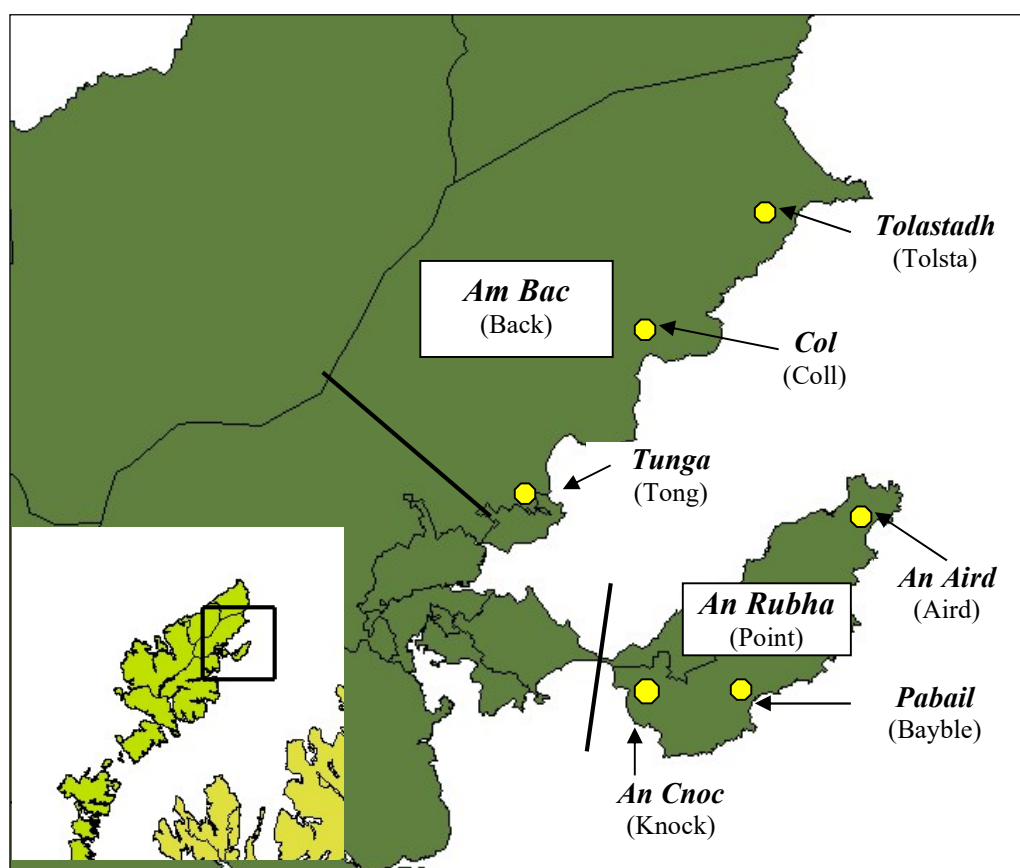 Tolastadh
(Tolsta)
Am Bac
(Back)
Col
(Coll)
Tunga
(Tong)
An Aird
(Aird)
An Rubha
(Point)
Pabail
(Bayble)
An Cnoc
(Knock)